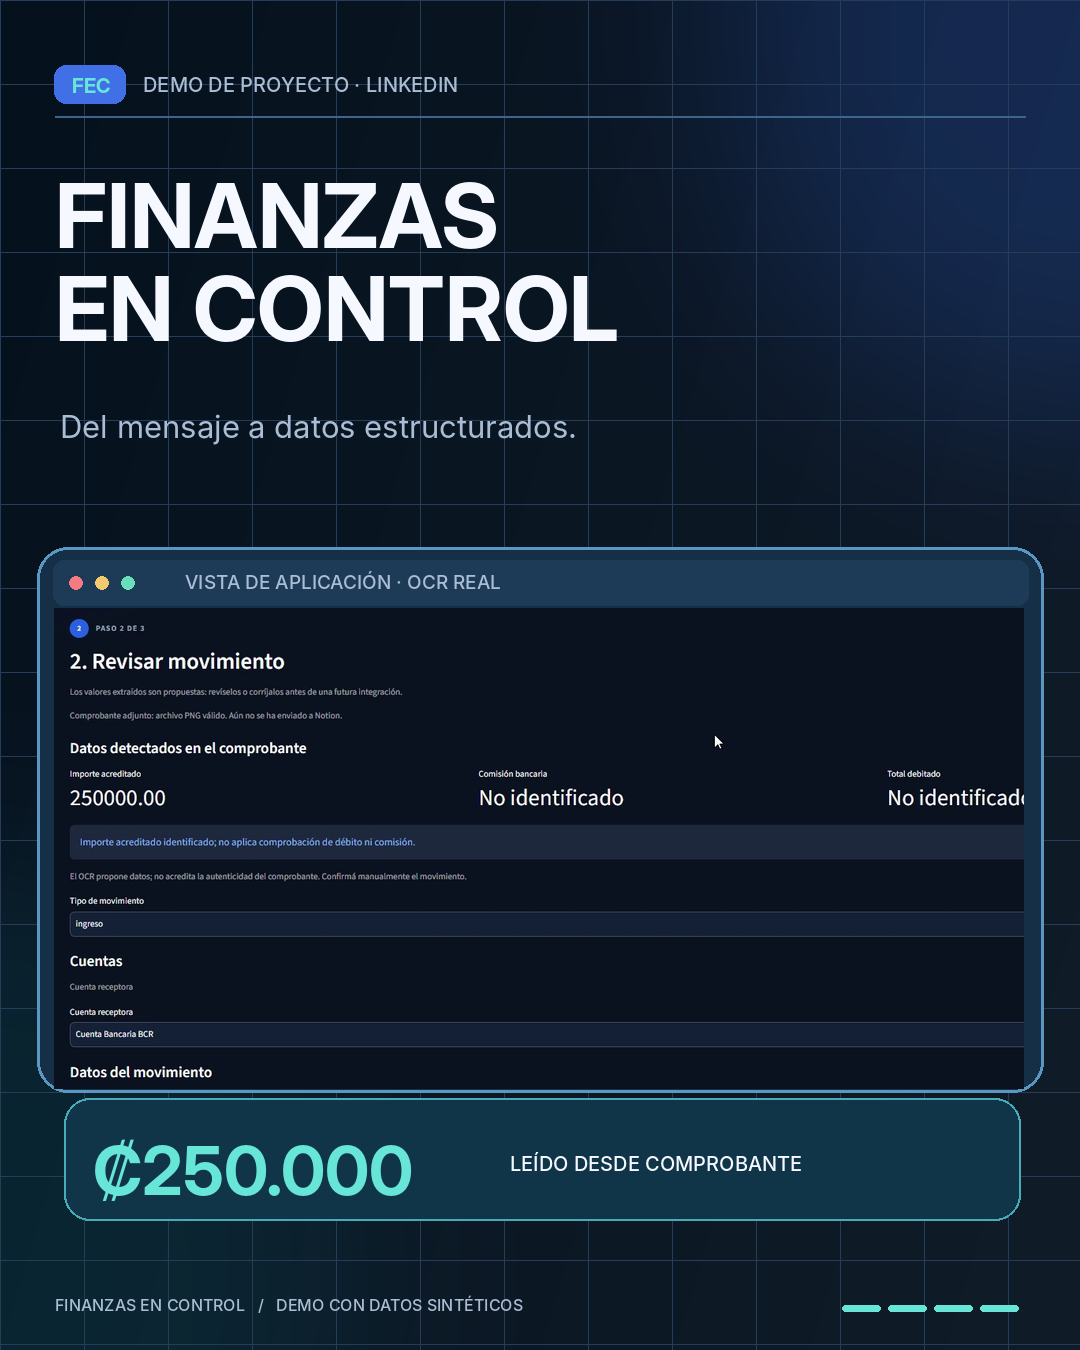 FEC DEMO DE PROYECTO · LINKEDIN
FINANZAS
EN CONTROL
Del mensaje a datos estructurados.
VISTA DE APLICACIÓN · OCR REAL
2 PASO 2 DE 3
2. Revisar movimiento
Los valores extraídos son propuestas: revíselos o corríjalos antes de una futura integración.
Comprobante adjunto: archivo PNG válido. Aún no se ha enviado a Notion.
Datos detectados en el comprobante
Importe acreditado Comisión bancaria Total debitado
250000.00 No identificado No identificado
Importe acreditado identificado; no aplica comprobación de débito ni comisión.
El OCR propone datos; no acredita la autenticidad del comprobante. Confirmá manualmente el movimiento.
Tipo de movimiento
ingreso
Cuentas
Cuenta receptora
Cuenta receptora
Cuenta Bancaria BCR
Datos del movimiento
₡250.000 LEÍDO DESDE COMPROBANTE
FINANZAS EN CONTROL / DEMO CON DATOS SINTÉTICOS